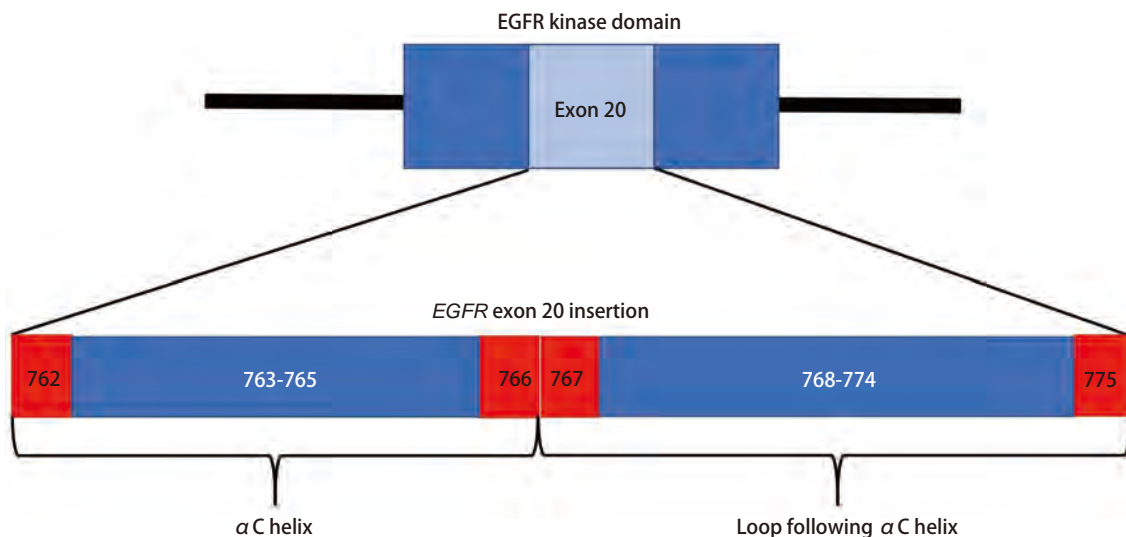 EGFR kinase domain
Exon 20
EGFR exon 20 insertion
762 763-765 766 767 768-774 775
α C helix
Loop following α C helix